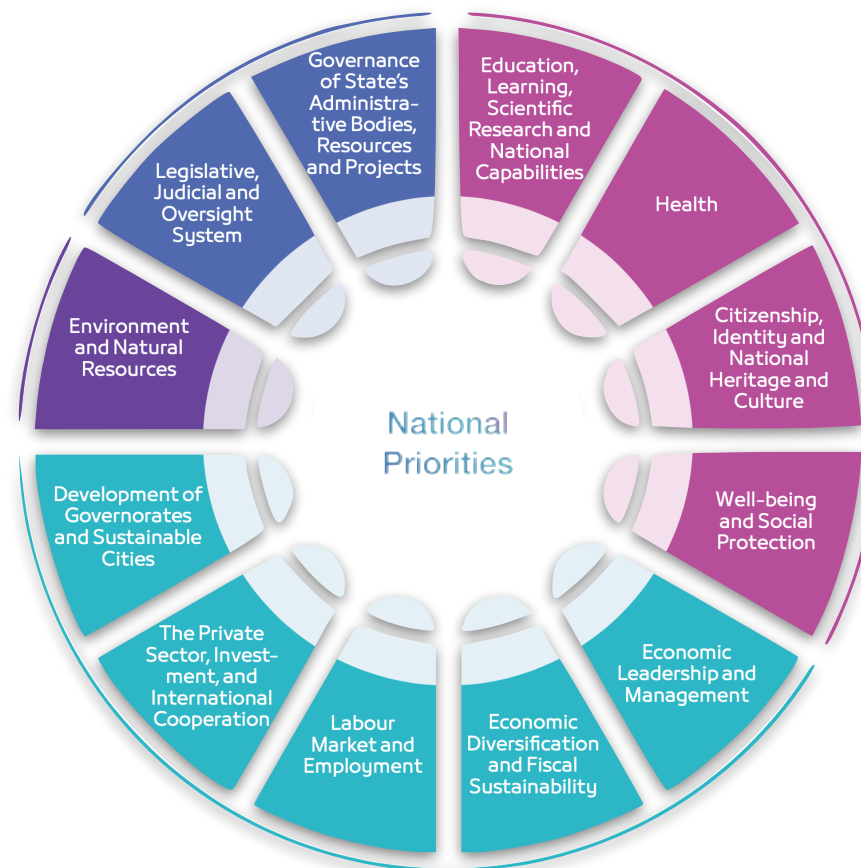 Governance
of State's
Administra-
tive Bodies,
Resources
and Projects
Education,
Learning,
Scientific
Research and
National
Capabilities
Health
Citizenship,
Identity and
National
Heritage and
Culture
Well-being
and Social
Protection
Economic
Leadership and
Management
Economic
Diversification
and Fiscal
Sustainability
Labour
Market and
Employment
The Private
Sector, Invest-
ment, and
International
Cooperation
Development of
Governorates
and Sustainable
Cities
Environment
and Natural
Resources
Legislative,
Judicial and
Oversight
System
National
Priorities